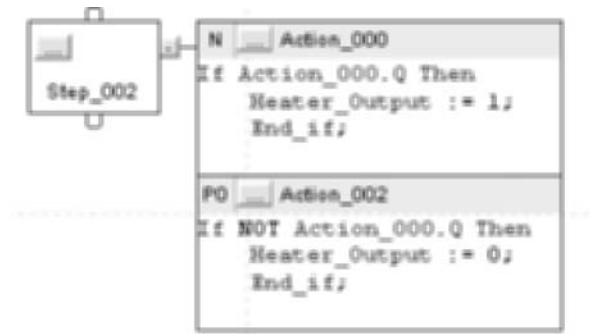 N ... Action_000
If Action_000.Q Then
Heater_Output := 1;
End_if;
Step_002
P0 ... Action_002
If NOT Action_000.Q Then
Heater_Output := 0;
End_if;